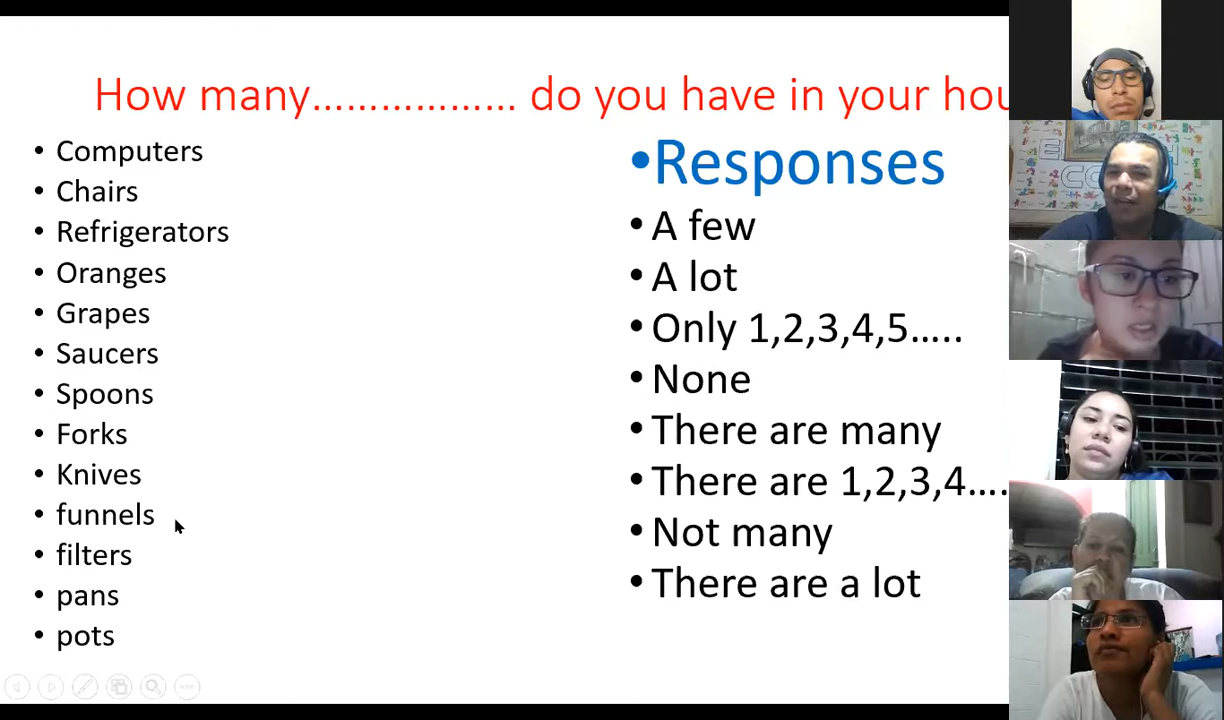 How many……………… do you have in your hou
• Computers
• Chairs
• Refrigerators
• Oranges
• Grapes
• Saucers
• Spoons
• Forks
• Knives
• funnels
• filters
• pans
• pots
•Responses
• A few
• A lot
• Only 1,2,3,4,5…..
• None
• There are many
• There are 1,2,3,4….
• Not many
• There are a lot